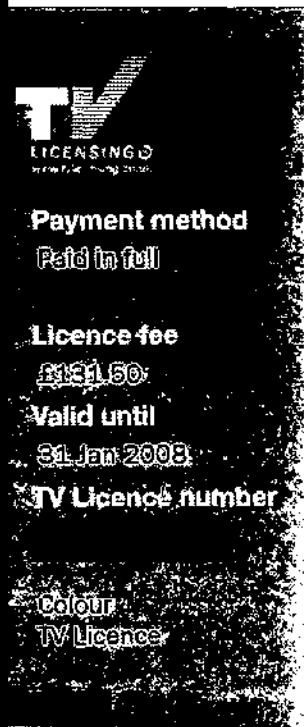 TV
LICENSING
Payment method
Paid in full
Licence fee
£131.50
Valid until
31 Jan 2008
TV Licence number
Colour
TV Licence